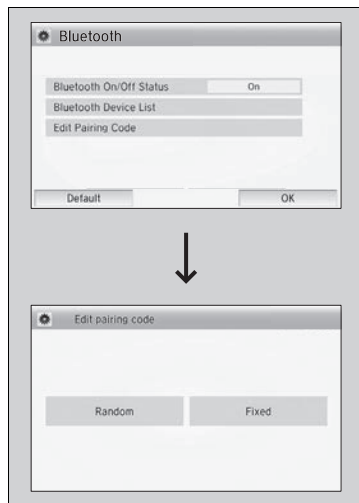 Bluetooth
Bluetooth On/Off Status On
Bluetooth Device List
Edit Pairing Code
Default OK
Edit pairing code
Random Fixed